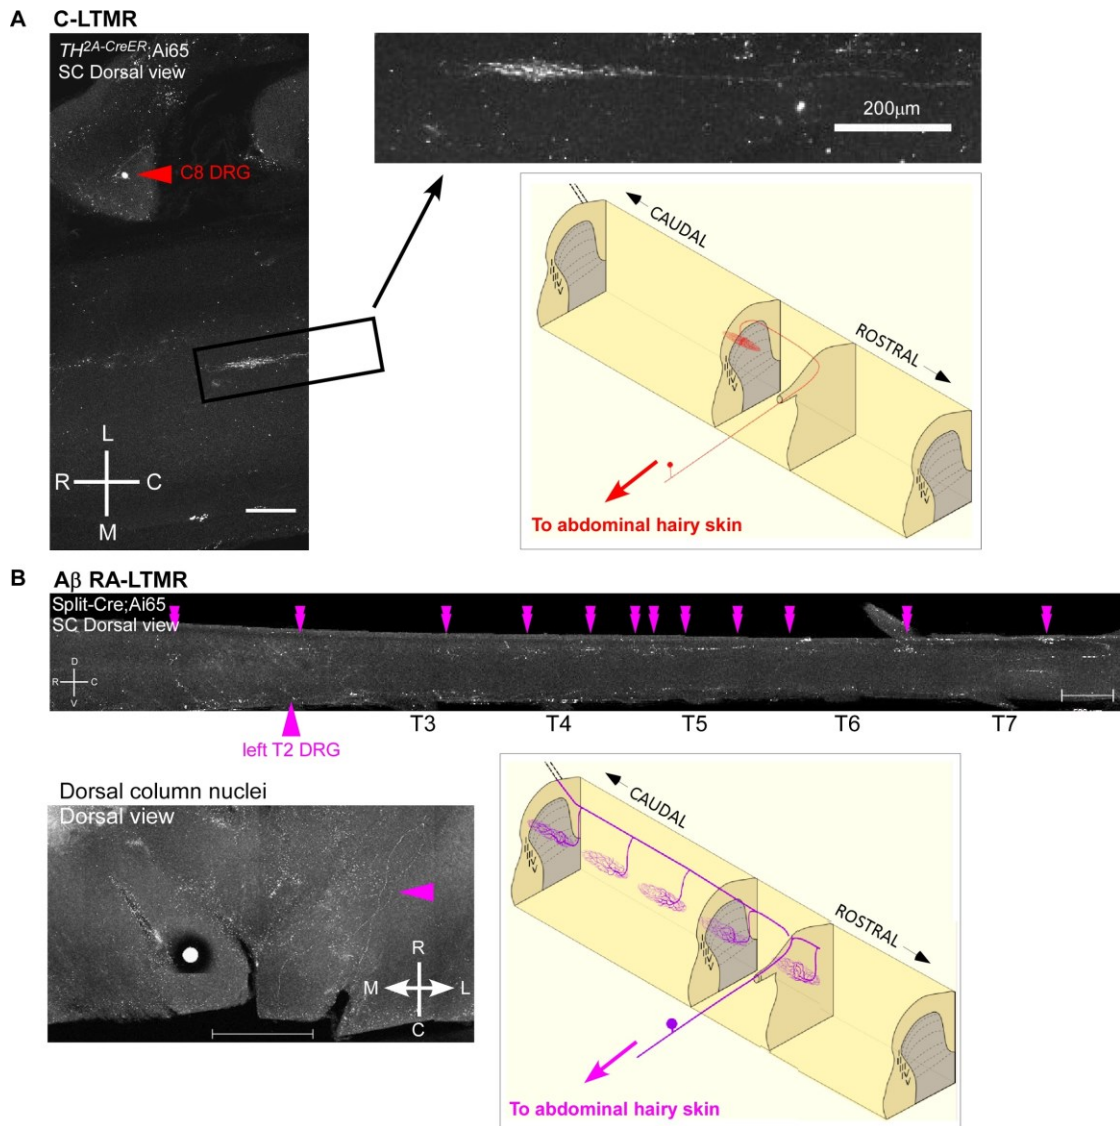 A C-LTMR
TH2A-CreER;Ai65
SC Dorsal view
C8 DRG
L
R C
M
200μm
CAUDAL
ROSTRAL
To abdominal hairy skin
B Aβ RA-LTMR
Split-Cre;Ai65
SC Dorsal view
D
R C
V
T3 T4 T5 T6 T7
left T2 DRG
Dorsal column nuclei
Dorsal view
R
M L
C
CAUDAL
ROSTRAL
To abdominal hairy skin